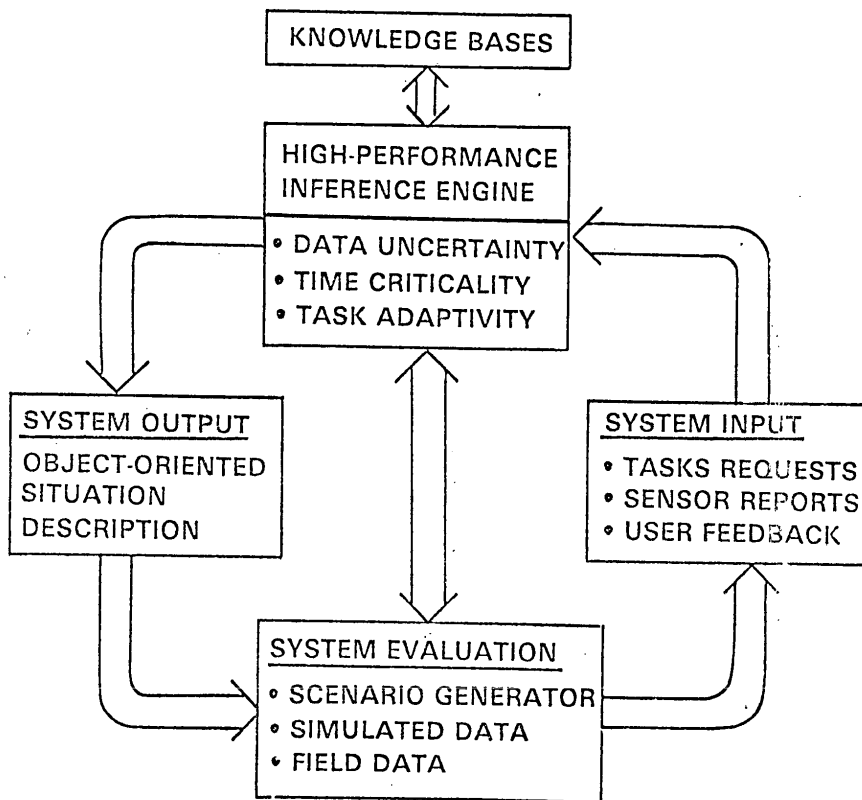 KNOWLEDGE BASES
HIGH-PERFORMANCE
INFERENCE ENGINE
• DATA UNCERTAINTY
• TIME CRITICALITY
• TASK ADAPTIVITY
SYSTEM OUTPUT
OBJECT-ORIENTED
SITUATION
DESCRIPTION
SYSTEM INPUT
• TASKS REQUESTS
• SENSOR REPORTS
• USER FEEDBACK
SYSTEM EVALUATION
• SCENARIO GENERATOR
• SIMULATED DATA
• FIELD DATA